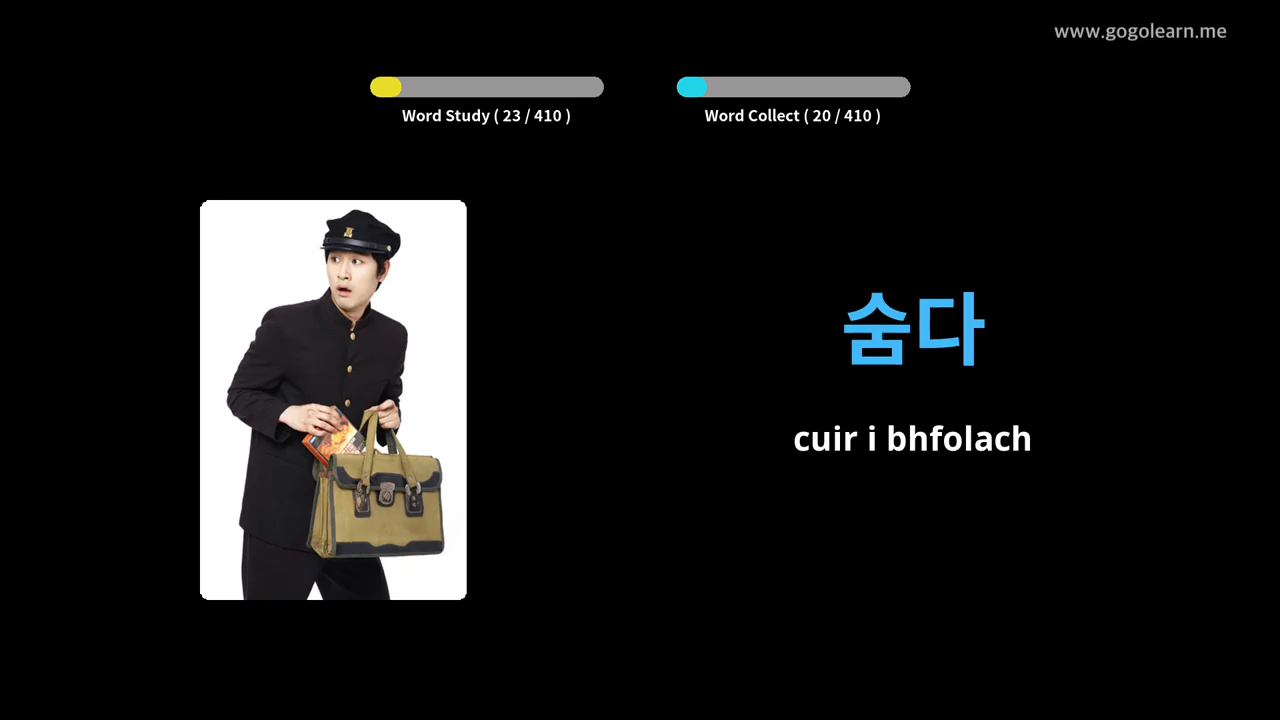 www.gogolearn.me
Word Study ( 23 / 410 )
Word Collect ( 20 / 410 )
숨다
cuir i bhfolach